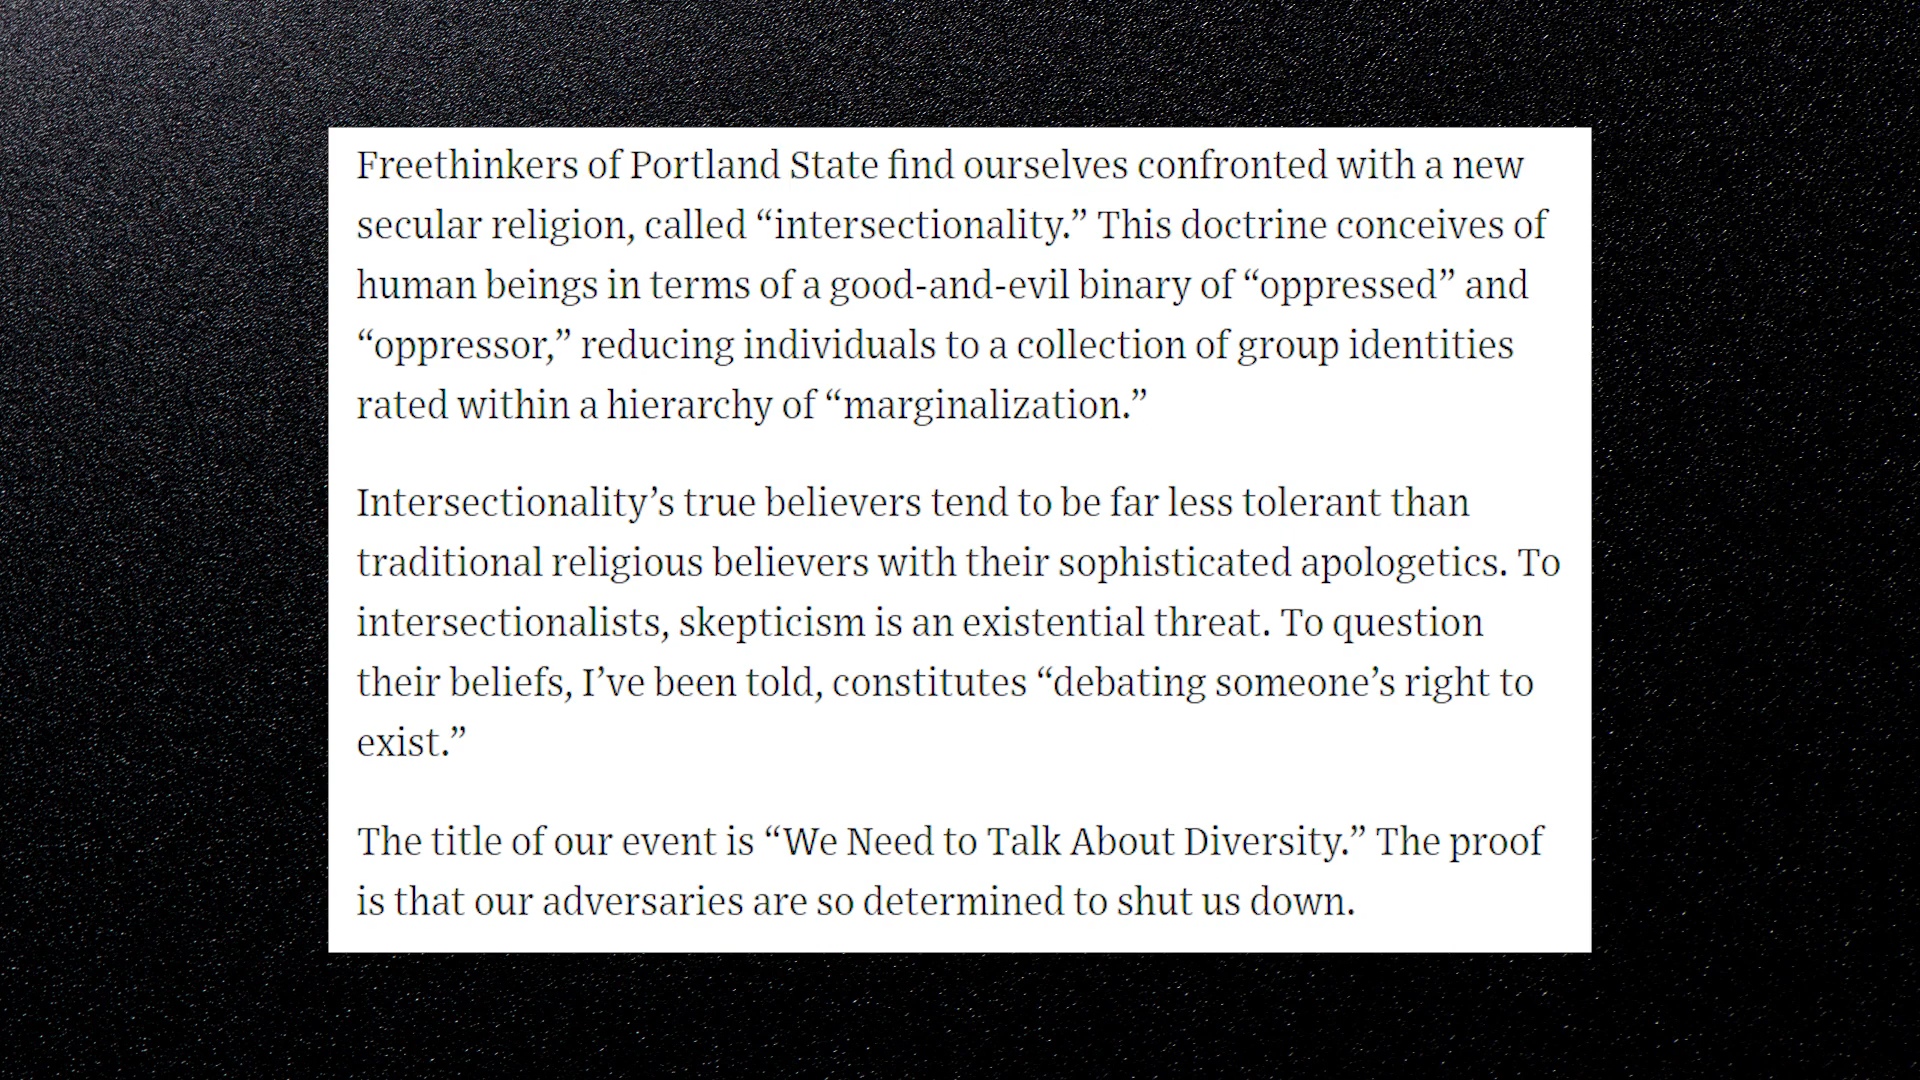 Freethinkers of Portland State find ourselves confronted with a new
secular religion, called “intersectionality.” This doctrine conceives of
human beings in terms of a good-and-evil binary of “oppressed” and
“oppressor,” reducing individuals to a collection of group identities
rated within a hierarchy of “marginalization.”
Intersectionality’s true believers tend to be far less tolerant than
traditional religious believers with their sophisticated apologetics. To
intersectionalists, skepticism is an existential threat. To question
their beliefs, I’ve been told, constitutes “debating someone’s right to
exist.”
The title of our event is “We Need to Talk About Diversity.” The proof
is that our adversaries are so determined to shut us down.